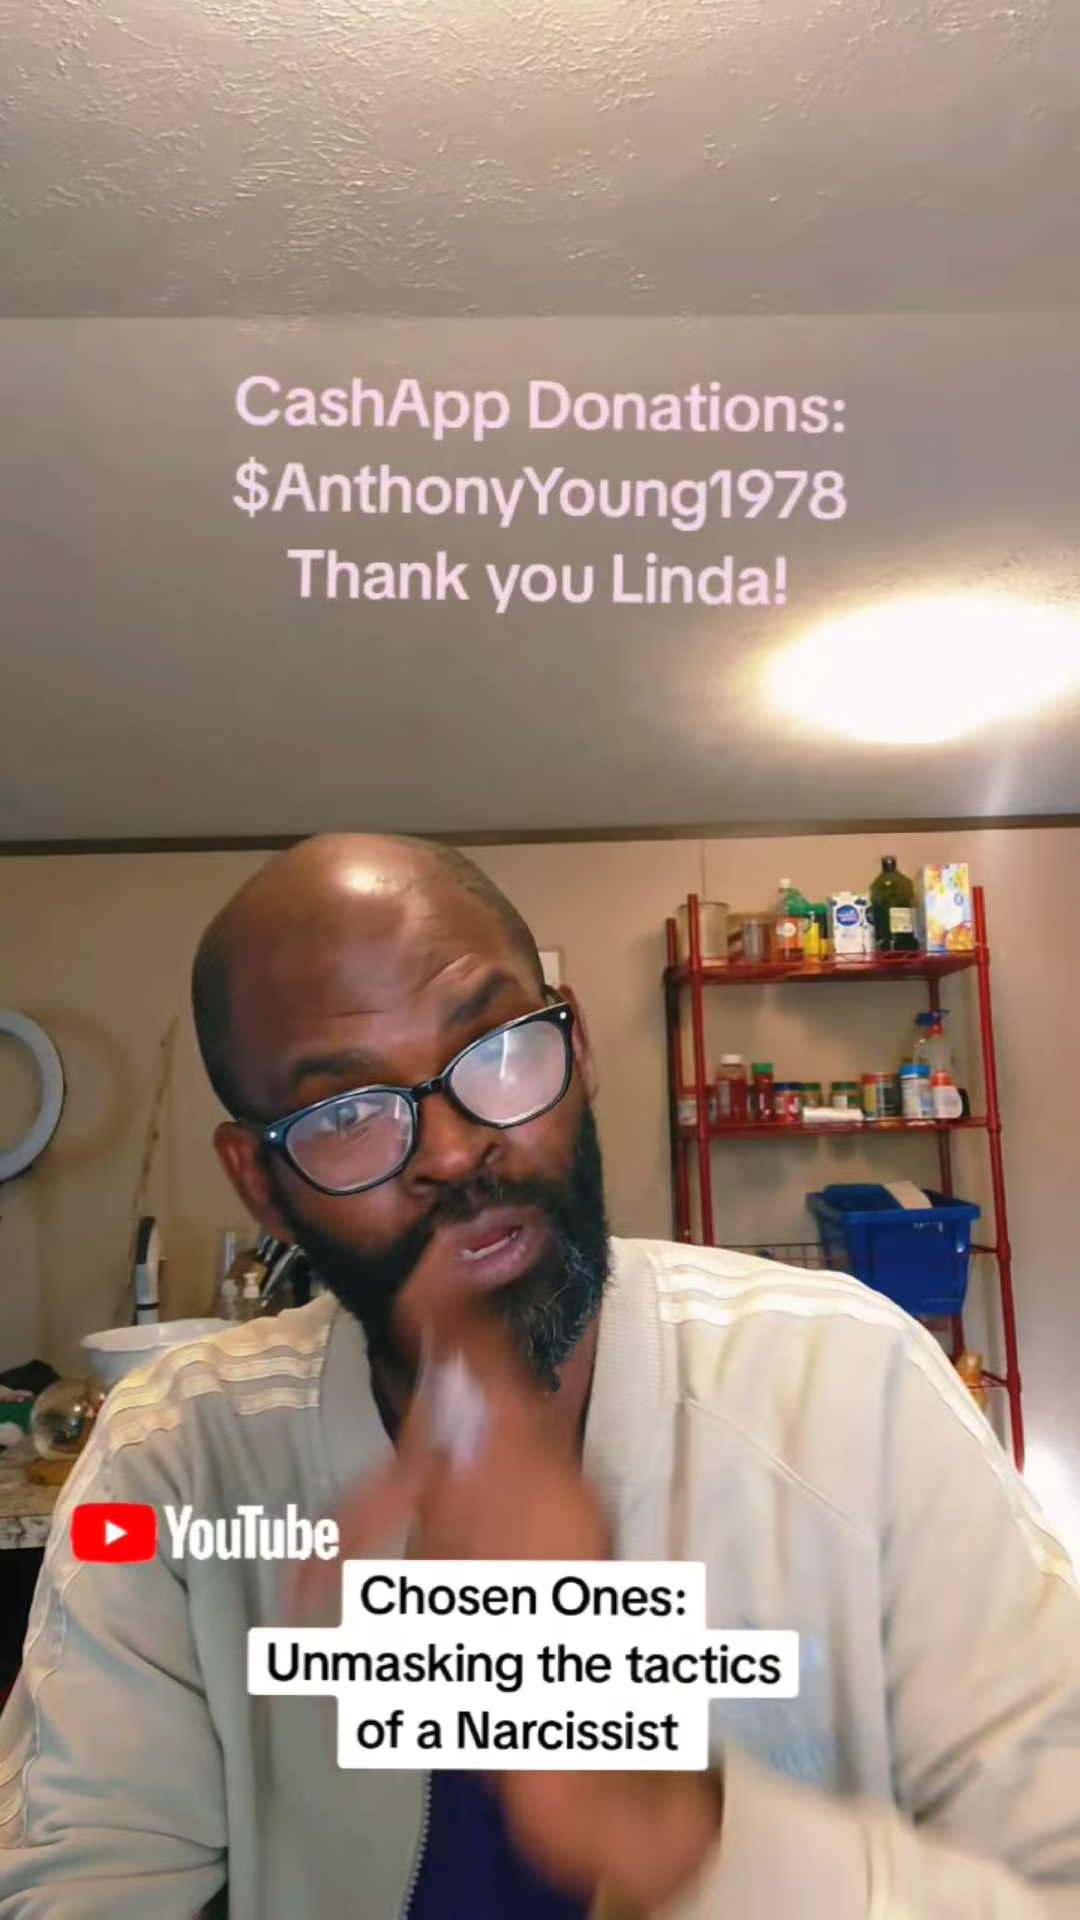 CashApp Donations:
$AnthonyYoung1978
Thank you Linda!
YouTube
Chosen Ones:
Unmasking the tactics
of a Narcissist